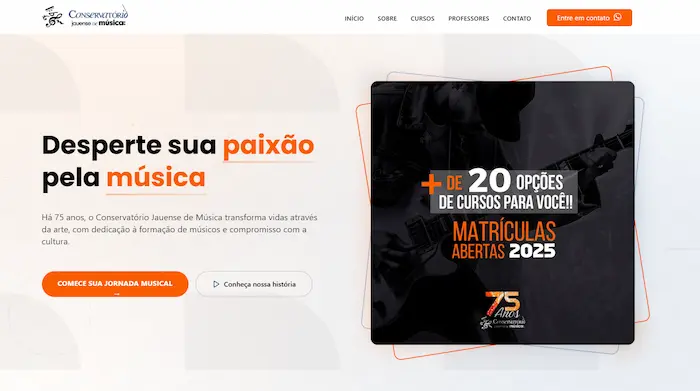 Conservatório
jauense de música
INÍCIO
SOBRE
CURSOS
PROFESSORES
CONTATO
Entre em contato
Desperte sua paixão
pela música
Há 75 anos, o Conservatório Jauense de Música transforma vidas através
da arte, com dedicação à formação de músicos e compromisso com a
cultura.
COMECE SUA JORNADA MUSICAL
→
Conheça nossa história
+ DE 20 OPÇÕES
DE CURSOS PARA VOCÊ!!
MATRÍCULAS
ABERTAS 2025
75
Anos
Conservatório
música